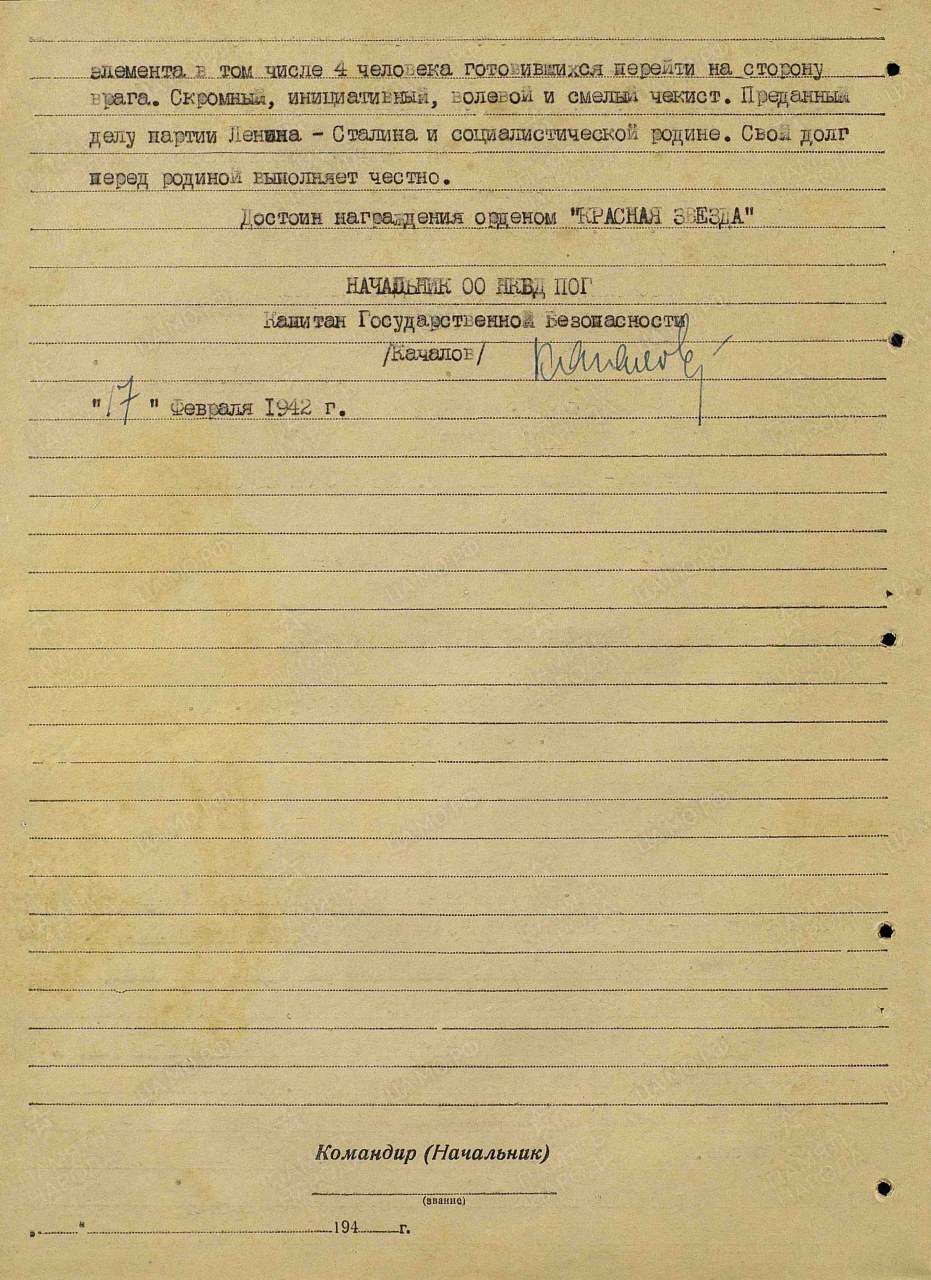 элемента в том числе 4 человека готовившихся перейти на сторону
врага. Скромный, инициативный, волевой и смелый чекист. Преданный
делу партии Ленина - Сталина и социалистической родине. Свой долг
перед родиной выполняет честно.
Достоин награждения орденом "КРАСНАЯ ЗВЕЗДА"
НАЧАЛЬНИК ОО НКВД ПОГ
Капитан Государственной Безопасности
/Качалов/ Качалов
"17" Февраля 1942 г.
Командир (Начальник)
(звание)
„ “ 194 г.